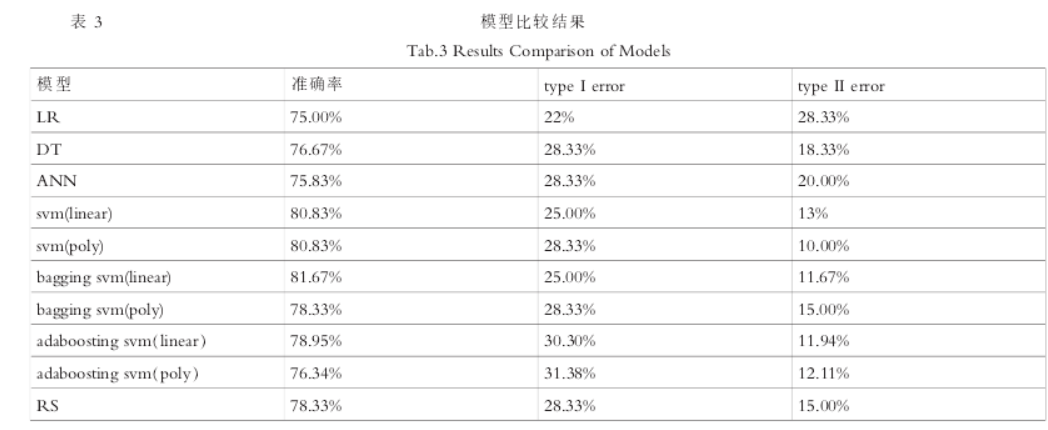 表 3 模型比较结果
Tab.3 Results Comparison of Models
模型 准确率 type I error type II error
LR 75.00% 22% 28.33%
DT 76.67% 28.33% 18.33%
ANN 75.83% 28.33% 20.00%
svm(linear) 80.83% 25.00% 13%
svm(poly) 80.83% 28.33% 10.00%
bagging svm(linear) 81.67% 25.00% 11.67%
bagging svm(poly) 78.33% 28.33% 15.00%
adaboosting svm(linear) 78.95% 30.30% 11.94%
adaboosting svm(poly) 76.34% 31.38% 12.11%
RS 78.33% 28.33% 15.00%